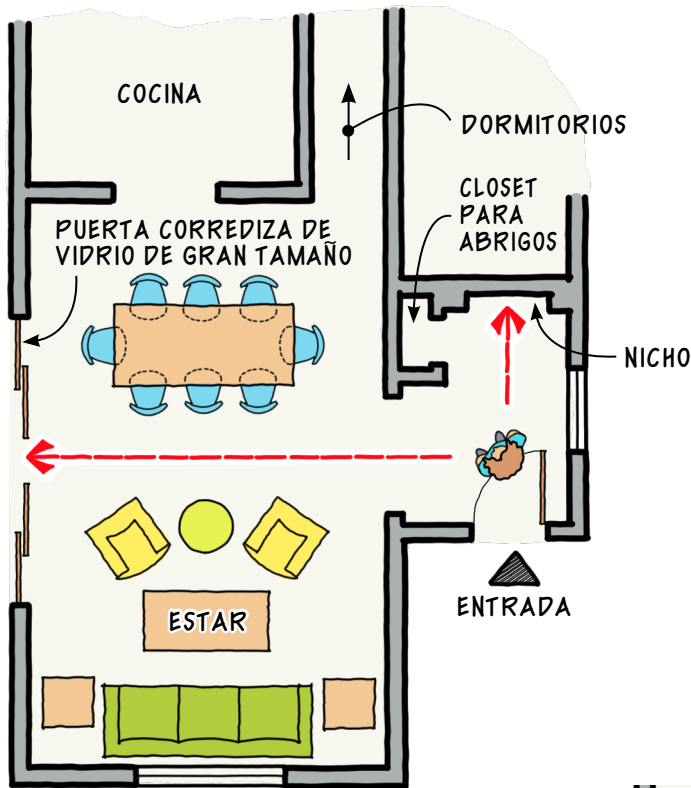 COCINA
DORMITORIOS
CLOSET
PARA
ABRIGOS
PUERTA CORREDIZA DE
VIDRIO DE GRAN TAMAÑO
NICHO
ENTRADA
ESTAR